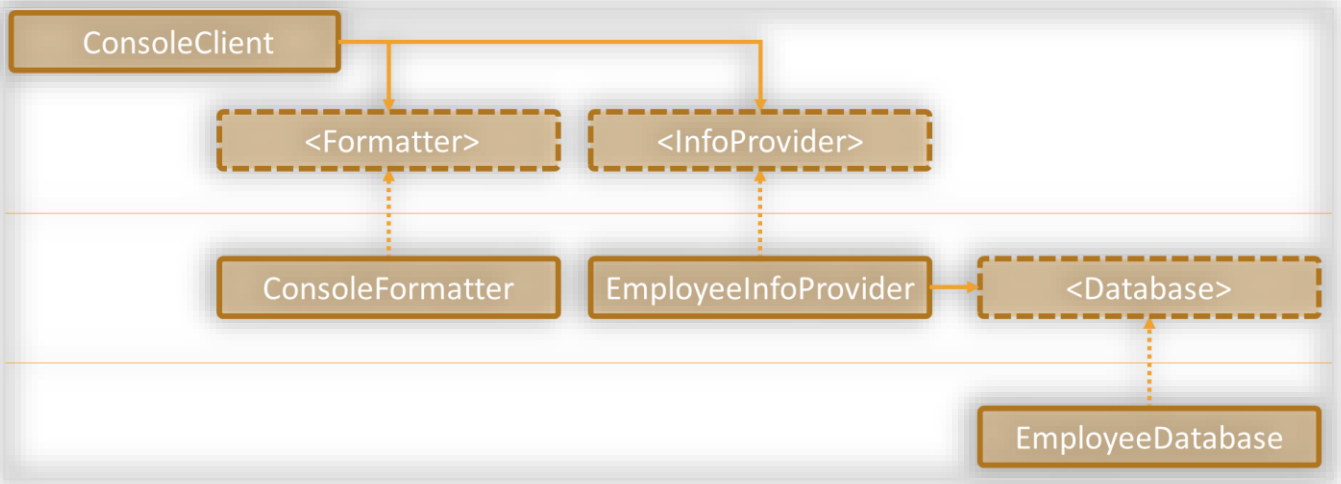 ConsoleClient
<Formatter>
<InfoProvider>
ConsoleFormatter
EmployeeInfoProvider
<Database>
EmployeeDatabase